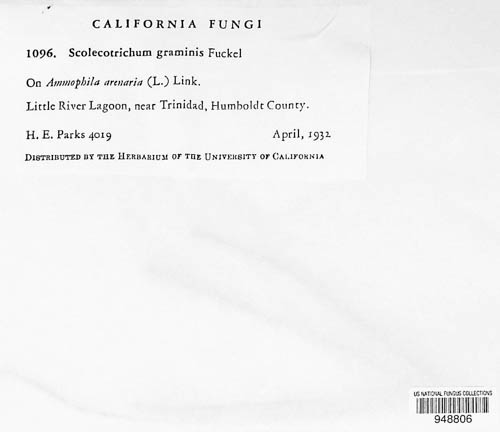 CALIFORNIA FUNGI
1096. Scolecotrichum graminis Fuckel
On Ammophila arenaria (L.) Link.
Little River Lagoon, near Trinidad, Humboldt County.
H. E. Parks 4019 April, 1932
DISTRIBUTED BY THE HERBARIUM OF THE UNIVERSITY OF CALIFORNIA
US NATIONAL FUNGUS COLLECTIONS
948806